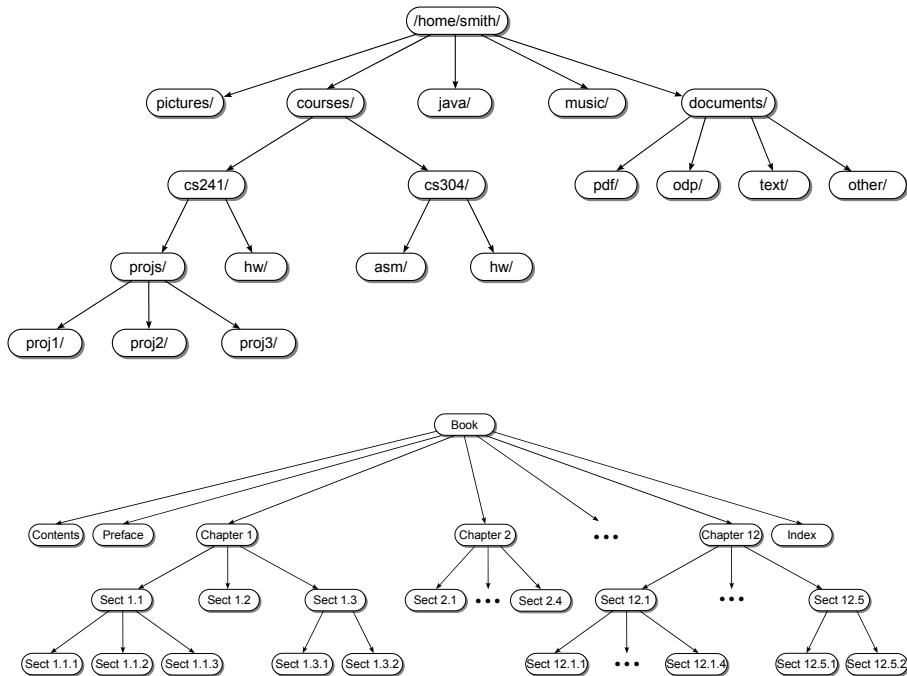 /home/smith/
pictures/ courses/ java/ music/ documents/
cs241/ cs304/ pdf/ odp/ text/ other/
projs/ hw/ asm/ hw/
proj1/ proj2/ proj3/
Book
Contents Preface Chapter 1 Chapter 2 ••• Chapter 12 Index
Sect 1.1 Sect 1.2 Sect 1.3 Sect 2.1 ••• Sect 2.4 Sect 12.1 ••• Sect 12.5
Sect 1.1.1 Sect 1.1.2 Sect 1.1.3 Sect 1.3.1 Sect 1.3.2 Sect 12.1.1 ••• Sect 12.1.4 Sect 12.5.1 Sect 12.5.2